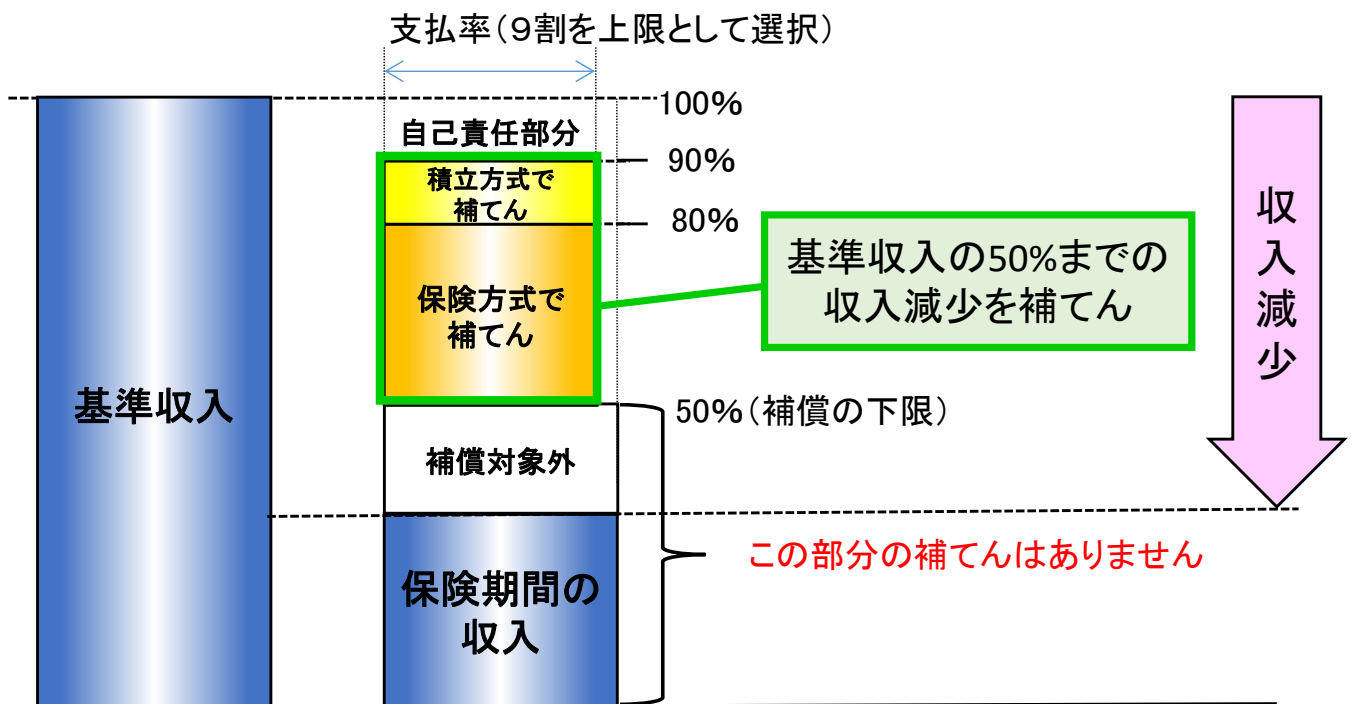 支払率（９割を上限として選択）
100%
自己責任部分
90%
積立方式で
補てん
80%
保険方式で
補てん
基準収入の50%までの
収入減少を補てん
収入減少
基準収入
50%（補償の下限）
補償対象外
この部分の補てんはありません
保険期間の
収入